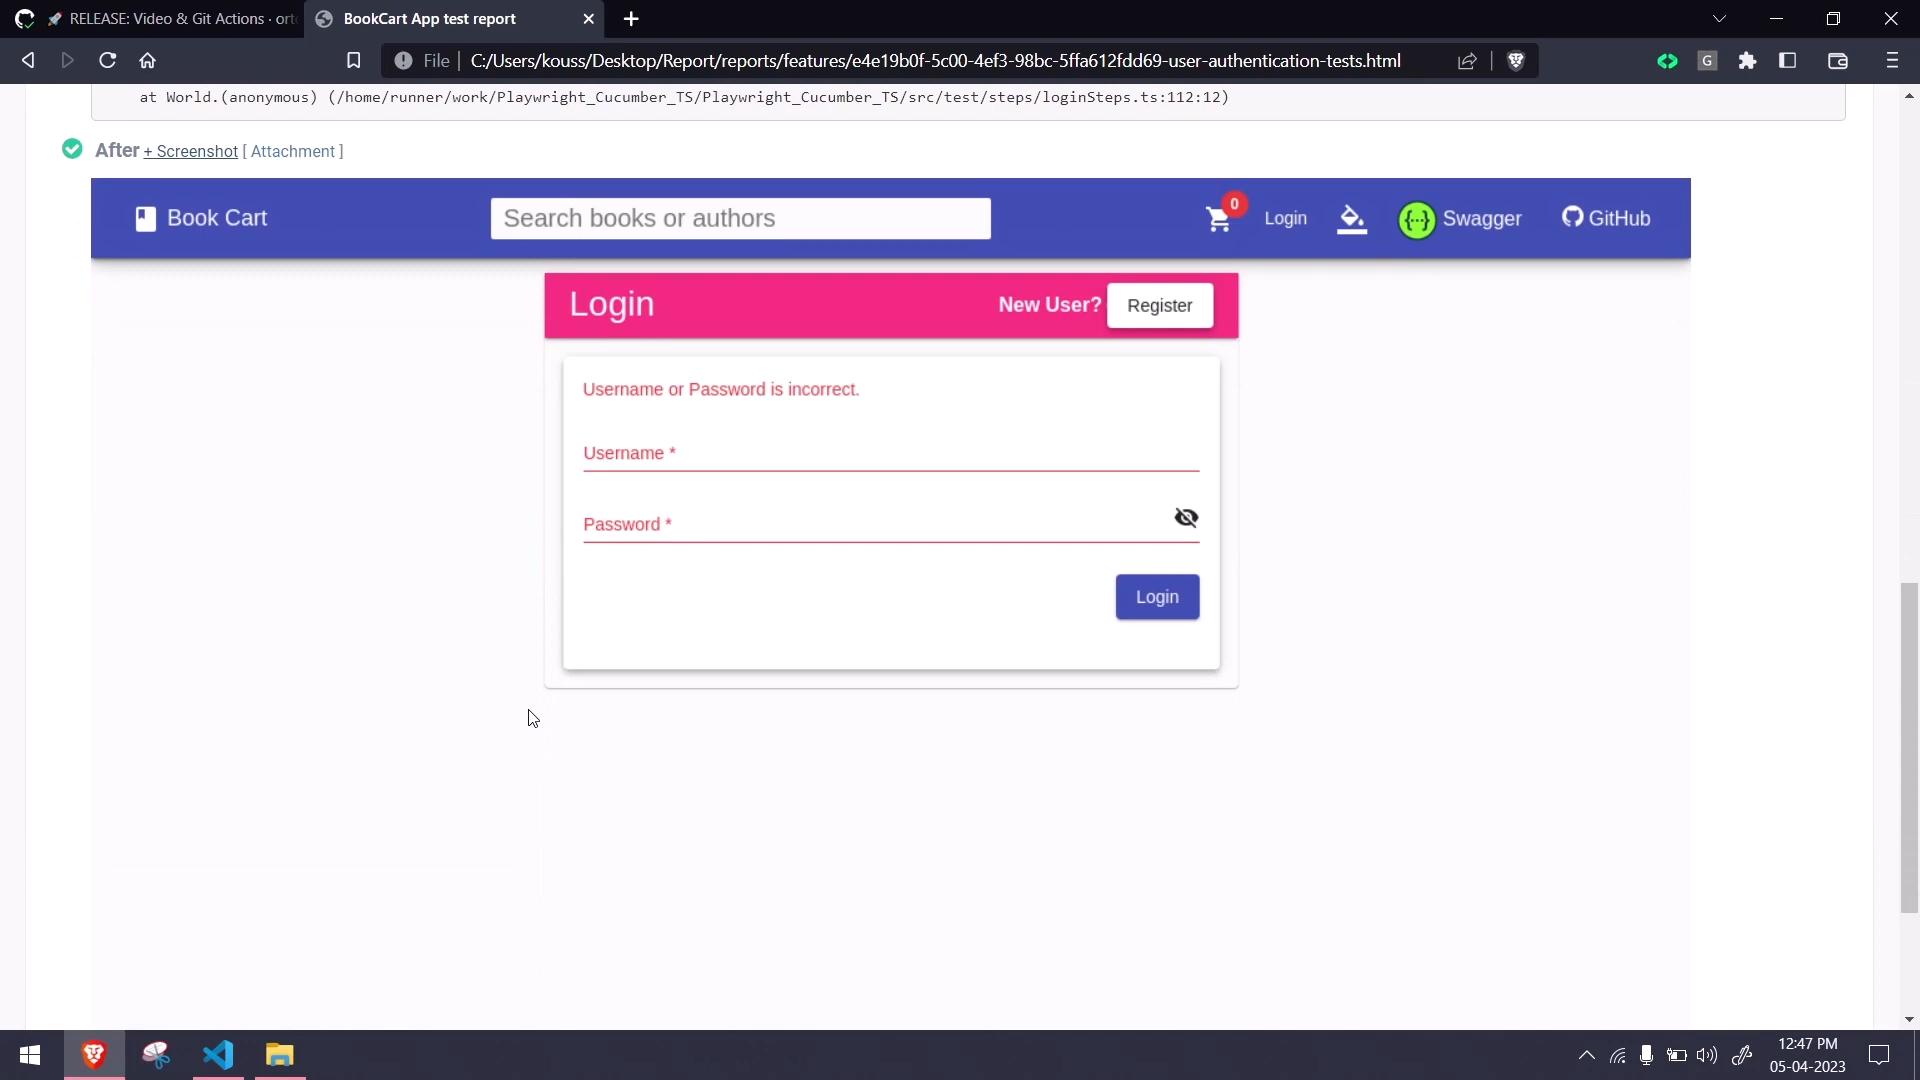 RELEASE: Video & Git Actions · ort
BookCart App test report
File
C:/Users/kouss/Desktop/Report/reports/features/e4e19b0f-5c00-4ef3-98bc-5ffa612fdd69-user-authentication-tests.html
G
at World.(anonymous) (/home/runner/work/Playwright_Cucumber_TS/Playwright_Cucumber_TS/src/test/steps/loginSteps.ts:112:12)
After + Screenshot [ Attachment ]
Book Cart
Search books or authors
0
Login
{···}
Swagger
GitHub
Login
New User?
Register
Username or Password is incorrect.
Username *
Password *
Login
12:47 PM
05-04-2023